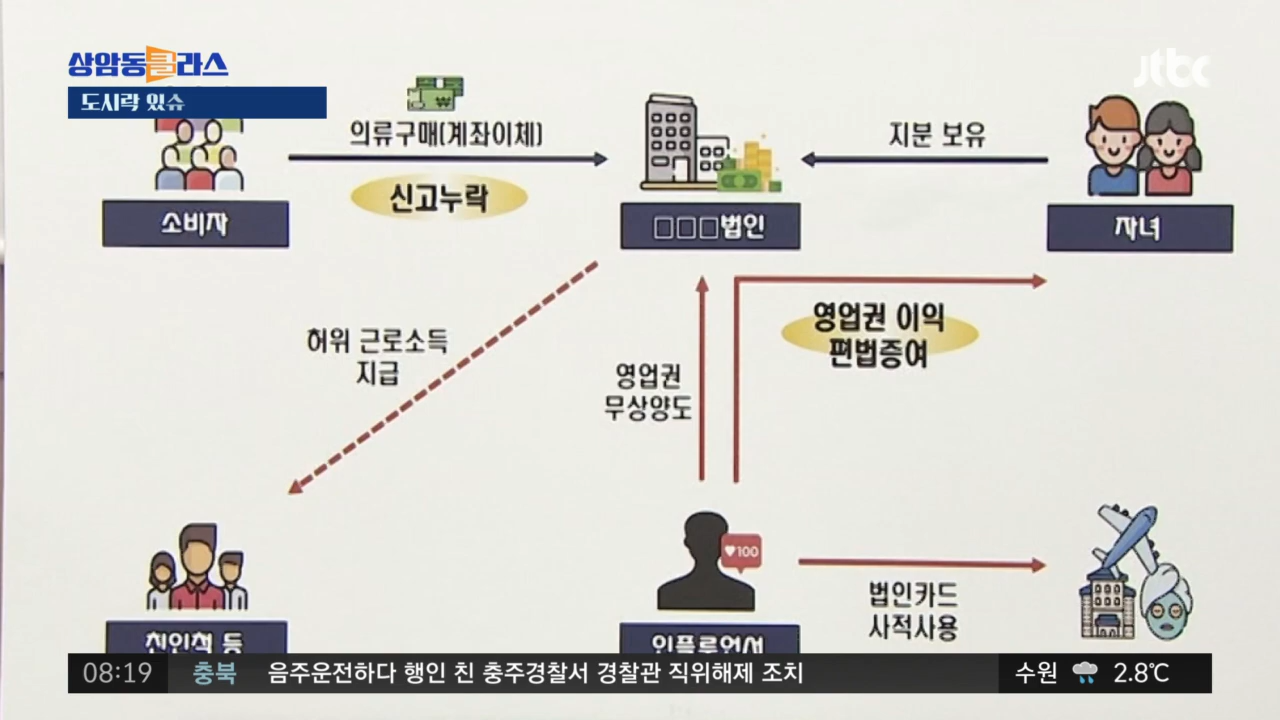 상암동클라스
jtbc
도시락 있슈
의류구매(계좌이체)
지분 보유
신고누락
소비자
□□□법인
자녀
허위 근로소득
지급
영업권
무상양도
영업권 이익
편법증여
♥100
법인카드
사적사용
친인척 등
인플루언서
08:19 충북 음주운전하다 행인 친 충주경찰서 경찰관 직위해제 조치 수원 2.8℃